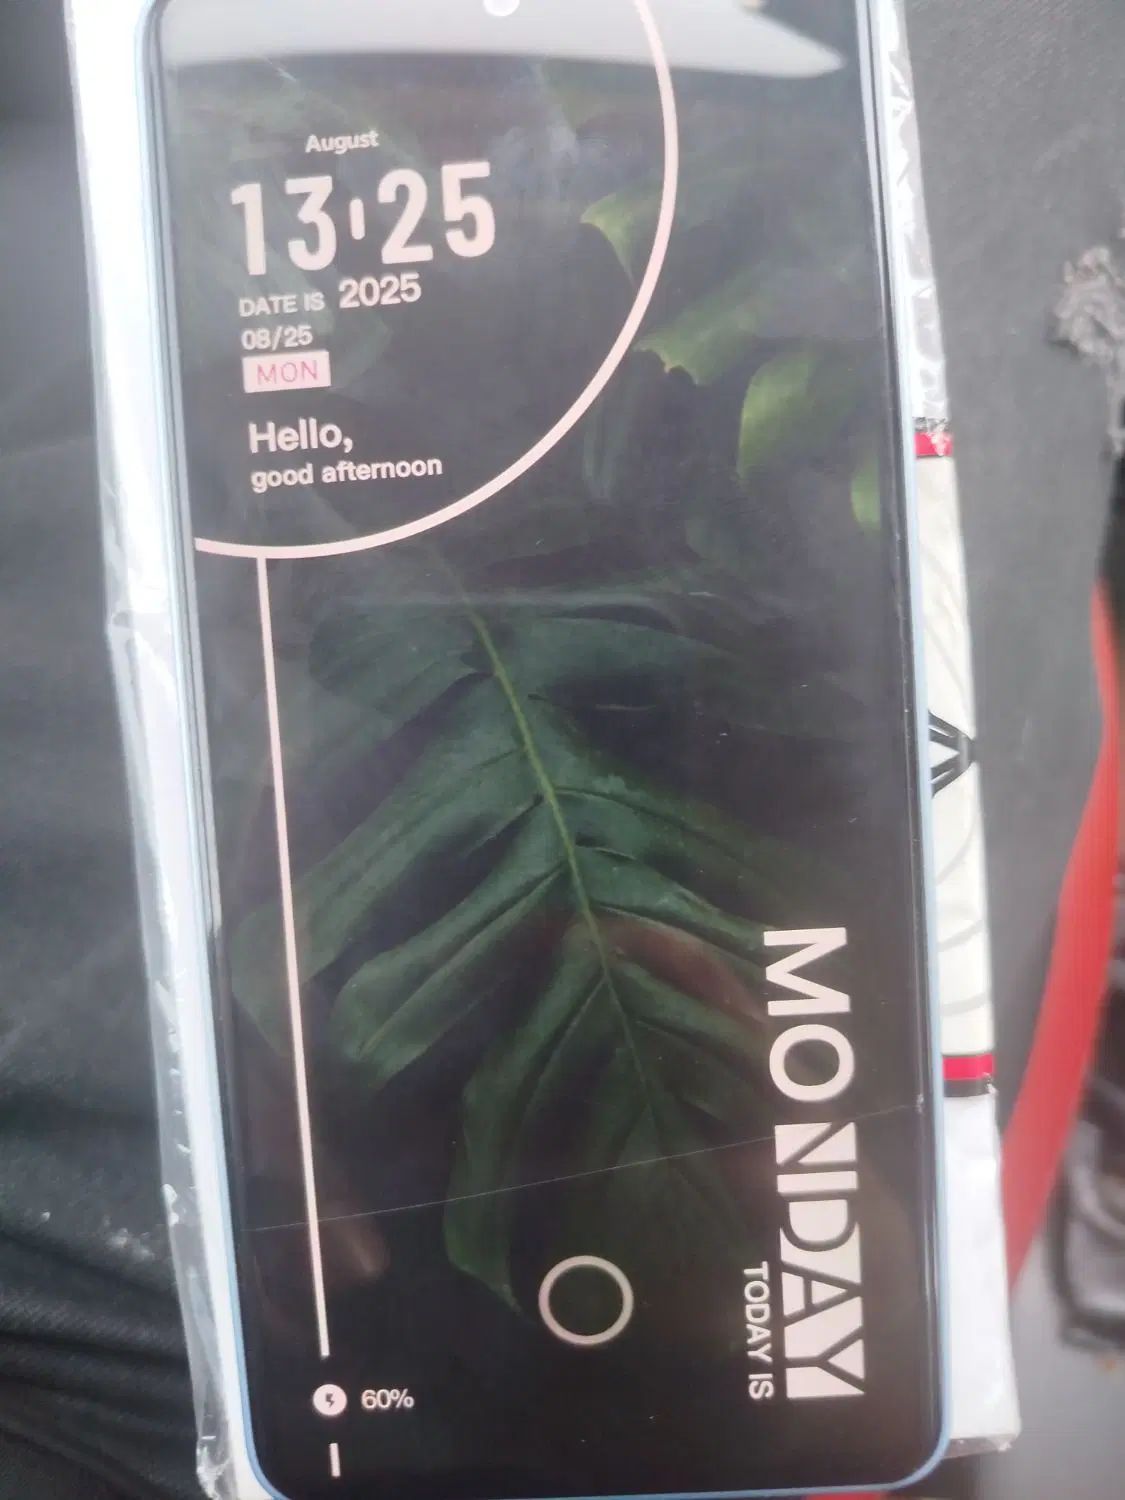 August
13:25
DATE IS 2025
08/25
MON
Hello,
good afternoon
MONDAY
TODAY IS
60%